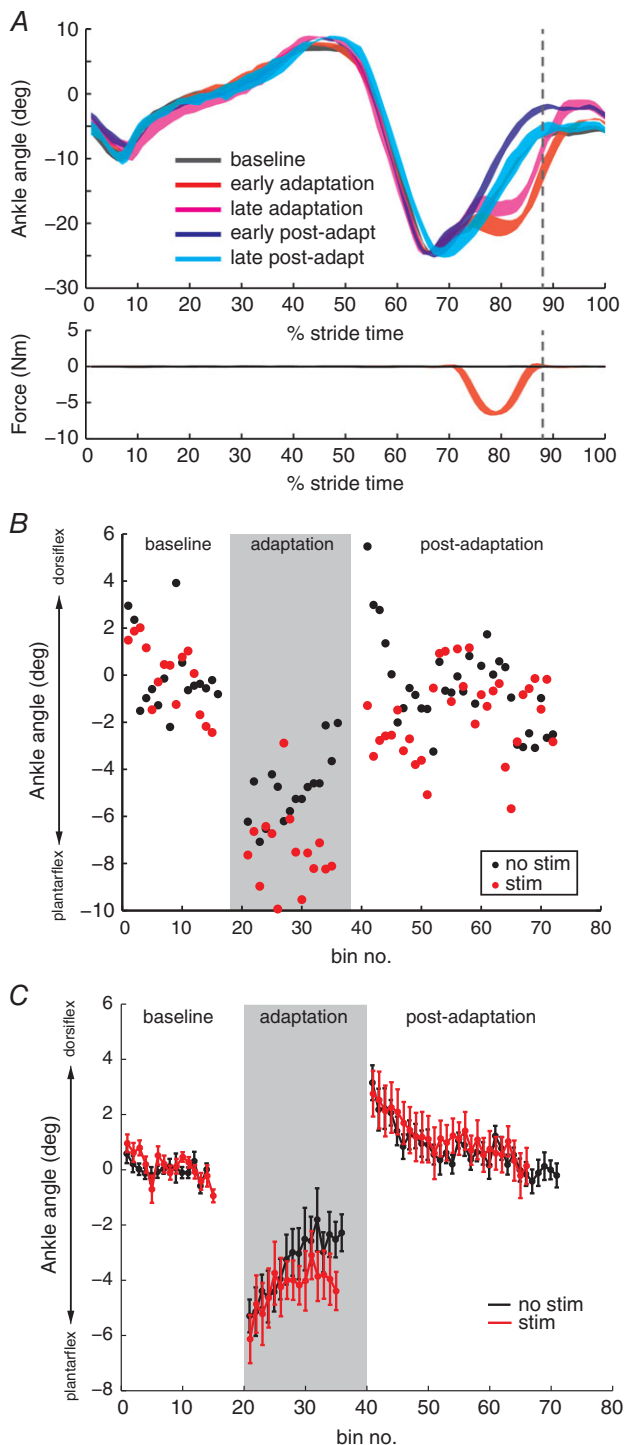 A
Ankle angle (deg)
10
0
−10
−20
−30
baseline
early adaptation
late adaptation
early post-adapt
late post-adapt
0 10 20 30 40 50 60 70 80 90 100
% stride time
Force (Nm)
5
0
−5
−10
0 10 20 30 40 50 60 70 80 90 100
% stride time
B
baseline adaptation post-adaptation
dorsiflex
Ankle angle (deg)
plantarflex
6
4
2
0
−2
−4
−6
−8
−10
no stim
stim
0 10 20 30 40 50 60 70 80
bin no.
C
baseline adaptation post-adaptation
dorsiflex
Ankle angle (deg)
plantarflex
6
4
2
0
−2
−4
−6
−8
no stim
stim
0 10 20 30 40 50 60 70 80
bin no.